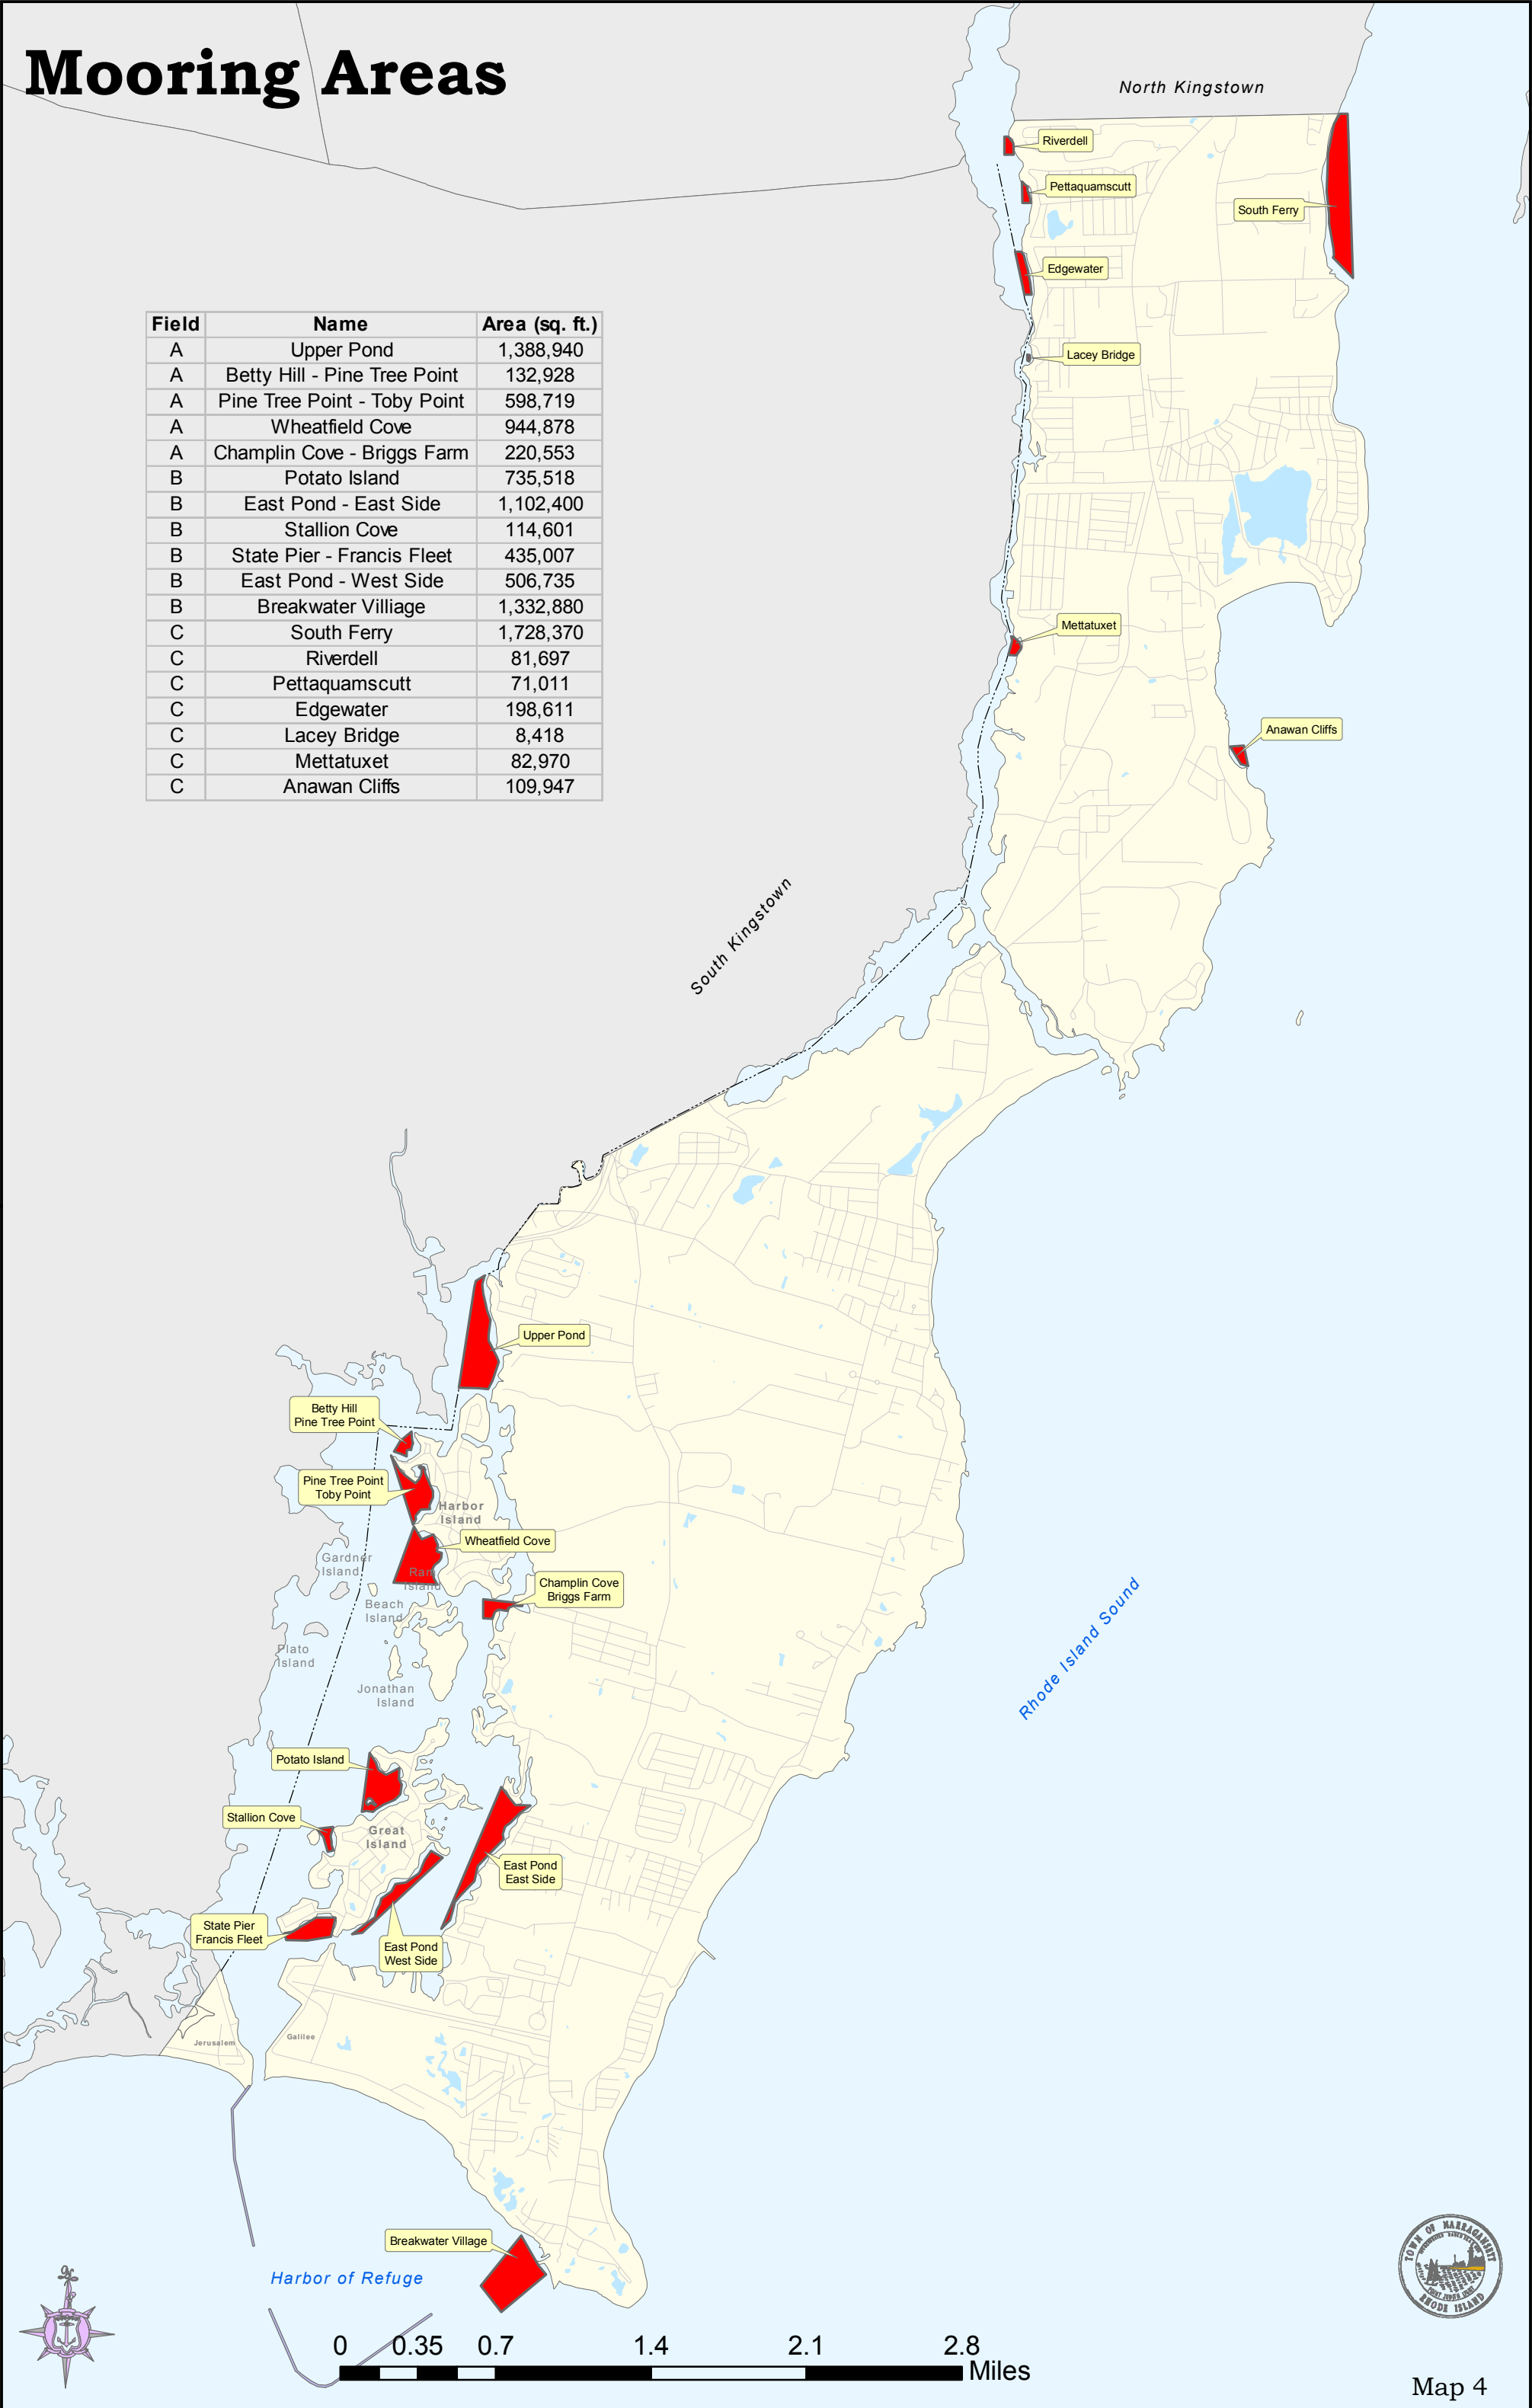 Mooring Areas
North Kingstown
Riverdell
Pettaquamscutt
South Ferry
Edgewater
Lacey Bridge
Field Name Area (sq. ft.)
A Upper Pond 1,388,940
A Betty Hill - Pine Tree Point 132,928
A Pine Tree Point - Toby Point 598,719
A Wheatfield Cove 944,878
A Champlin Cove - Briggs Farm 220,553
B Potato Island 735,518
B East Pond - East Side 1,102,400
B Stallion Cove 114,601
B State Pier - Francis Fleet 435,007
B East Pond - West Side 506,735
B Breakwater Villiage 1,332,880
C South Ferry 1,728,370
C Riverdell 81,697
C Pettaquamscutt 71,011
C Edgewater 198,611
C Lacey Bridge 8,418
C Mettatuxet 82,970
C Anawan Cliffs 109,947
Mettatuxet
Anawan Cliffs
South Kingstown
Upper Pond
Betty Hill
Pine Tree Point
Pine Tree Point
Toby Point
Harbor
Island
Wheatfield Cove
Gardner
Island
Ram
Island
Champlin Cove
Briggs Farm
Beach
Island
Plato
Island
Jonathan
Island
Rhode Island Sound
Potato Island
Stallion Cove
Great
Island
East Pond
East Side
State Pier
Francis Fleet
East Pond
West Side
Jerusalem
Galilee
Breakwater Village
Harbor of Refuge
TOWN OF NARRAGANSETT
RHODE ISLAND
0 0.35 0.7 1.4 2.1 2.8
Miles
Map 4